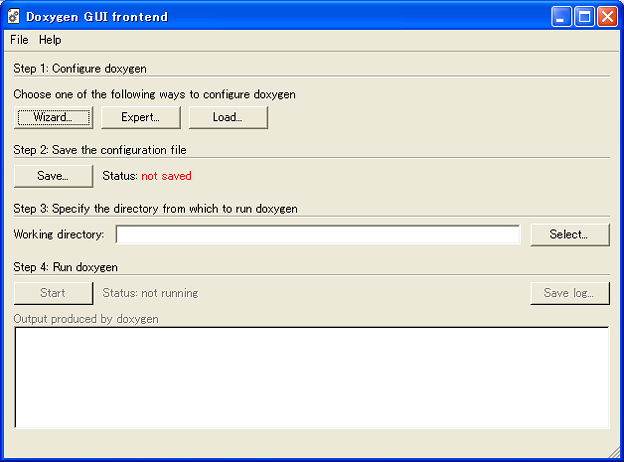 Doxygen GUI frontend
File Help
Step 1: Configure doxygen
Choose one of the following ways to configure doxygen
Wizard... Expert... Load...
Step 2: Save the configuration file
Save... Status: not saved
Step 3: Specify the directory from which to run doxygen
Working directory: Select...
Step 4: Run doxygen
Start Status: not running Save log...
Output produced by doxygen